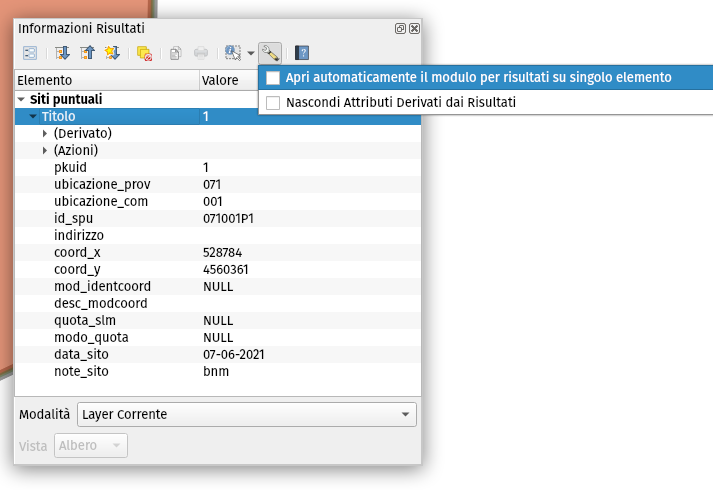 Informazioni Risultati
Apri automaticamente il modulo per risultati su singolo elemento
Nascondi Attributi Derivati dai Risultati
Elemento Valore
Siti puntuali
Titolo 1
(Derivato)
(Azioni)
pkuid 1
ubicazione_prov 071
ubicazione_com 001
id_spu 071001P1
indirizzo
coord_x 528784
coord_y 4560361
mod_identcoord NULL
desc_modcoord
quota_slm NULL
modo_quota NULL
data_sito 07-06-2021
note_sito bnm
Modalità Layer Corrente
Vista Albero